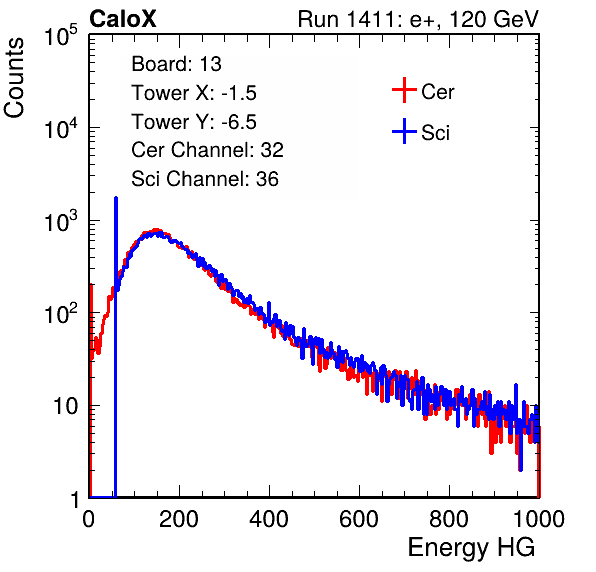 CaloX Run 1411: e+, 120 GeV
Counts
Board: 13
Tower X: -1.5
Tower Y: -6.5
Cer Channel: 32
Sci Channel: 36
Cer
Sci
10^5
10^4
10^3
10^2
10
1
0 200 400 600 800 1000
Energy HG